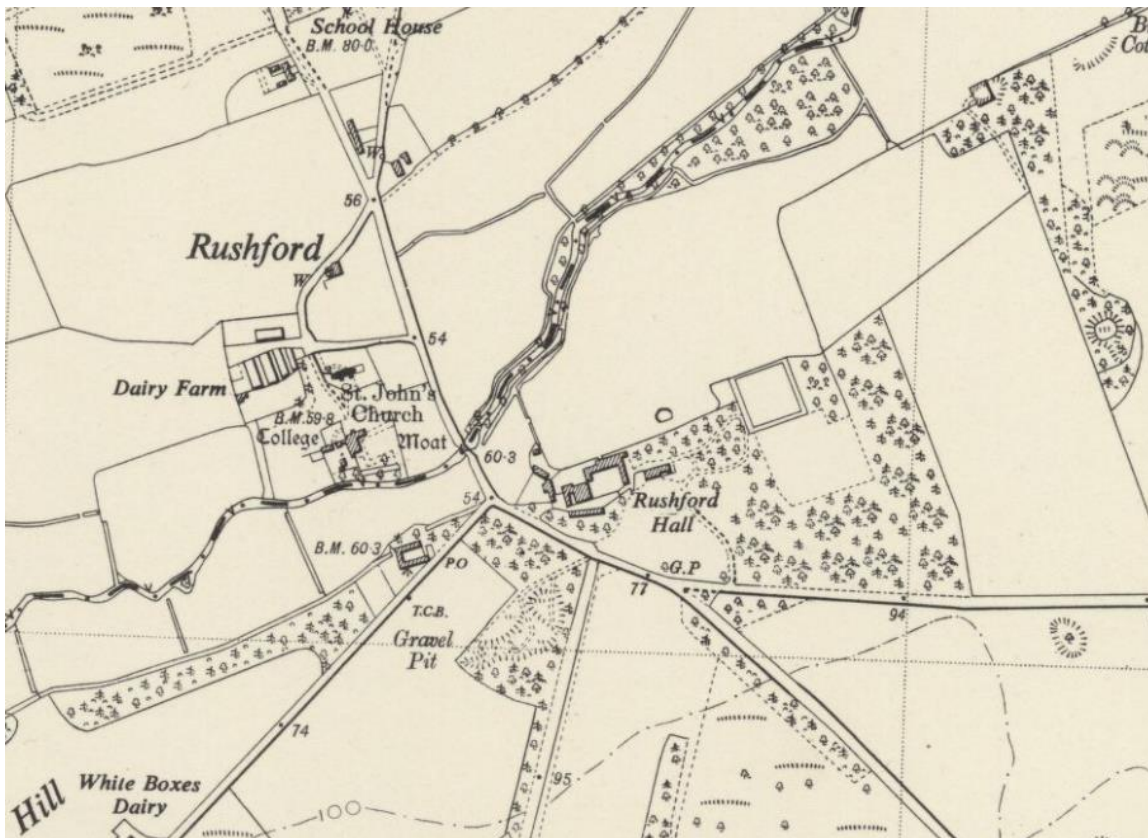 School House
B.M. 80·0
W
56
Rushford
W
54
Dairy Farm
St. John's
Church
B.M. 59·8
College
Moat
60·3
54
Rushford
Hall
B.M. 60·3
P.O
G.P
77
T.C.B.
94
Gravel
Pit
74
95
White Boxes
Dairy
Hill
100